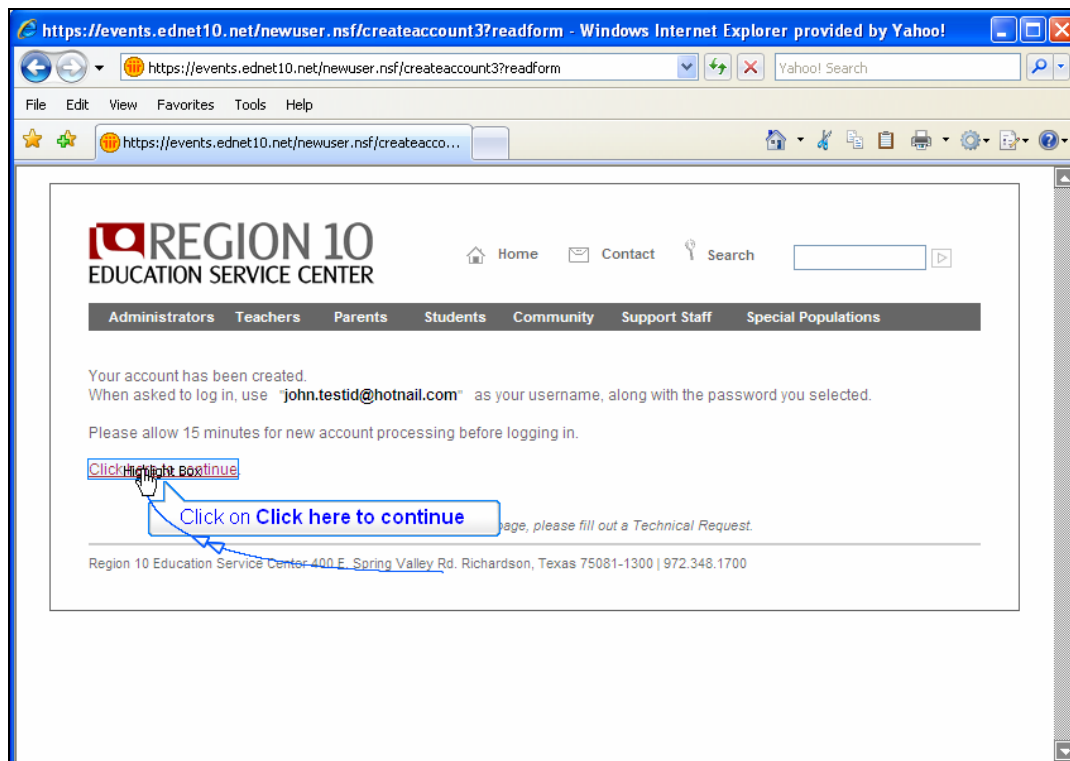 https://events.ednet10.net/newuser.nsf/createaccount3?readform - Windows Internet Explorer provided by Yahoo!
https://events.ednet10.net/newuser.nsf/createaccount3?readform Yahoo! Search
File Edit View Favorites Tools Help
https://events.ednet10.net/newuser.nsf/createacco...
REGION 10
EDUCATION SERVICE CENTER
Home Contact Search
Administrators Teachers Parents Students Community Support Staff Special Populations
Your account has been created.
When asked to log in, use "john.testid@hotnail.com" as your username, along with the password you selected.
Please allow 15 minutes for new account processing before logging in.
Click here to continue.
Highlight Box
Click on Click here to continue
page, please fill out a Technical Request.
Region 10 Education Service Center 400 E. Spring Valley Rd. Richardson, Texas 75081-1300 | 972.348.1700